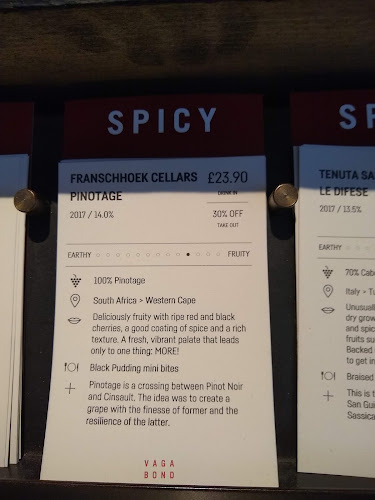 SPICY
FRANSCHHOEK CELLARS £23.90
PINOTAGE DRINK IN
2017 / 14.0% 30% OFF
TAKE OUT
EARTHY FRUITY
100% Pinotage
South Africa > Western Cape
Deliciously fruity with ripe red and black
cherries, a good coating of spice and a rich
texture. A fresh, vibrant palate that leads
only to one thing: MORE!
Black Pudding mini bites
Pinotage is a crossing between Pinot Noir
and Cinsault. The idea was to create a
grape with the finesse of former and the
resilience of the latter.
VAGA
BOND
SP
TENUTA SA
LE DIFESE
2017 / 13.5%
EARTHY
70% Cabe
Italy > Tu
Unusuall
dry grow
and spic
fruits su
Backed
to get in
Braised
This is t
San Gui
Sassica